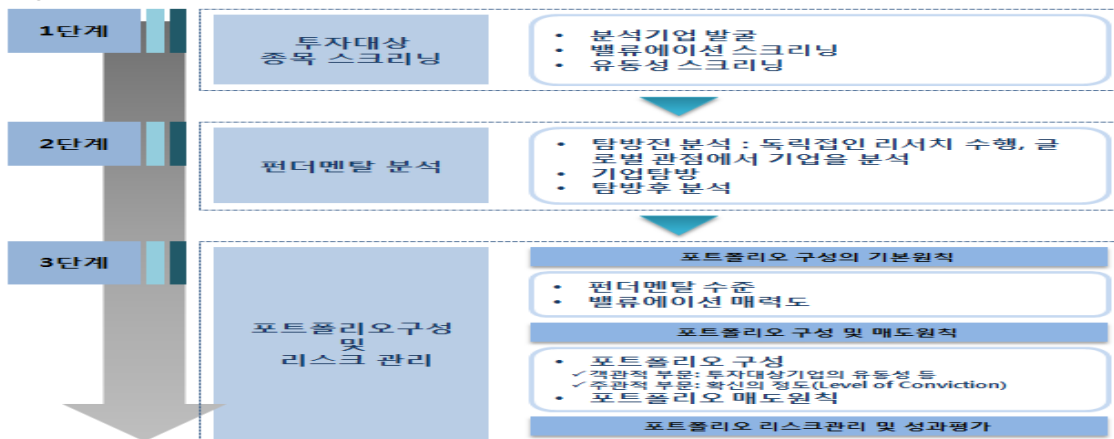 1단계
투자대상
종목 스크리닝
• 분석기업 발굴
• 밸류에이션 스크리닝
• 유동성 스크리닝
2단계
펀더멘탈 분석
• 탐방전 분석 : 독립접인 리서치 수행, 글
로벌 관점에서 기업을 분석
• 기업탐방
• 탐방후 분석
3단계
포트폴리오구성
및
리스크 관리
포트폴리오 구성의 기본원칙
• 펀더멘탈 수준
• 밸류에이션 매력도
포트폴리오 구성 및 매도원칙
• 포트폴리오 구성
✓객관적 부문: 투자대상기업의 유동성 등
✓주관적 부문: 확신의 정도(Level of Conviction)
• 포트폴리오 매도원칙
포트폴리오 리스크관리 및 성과평가